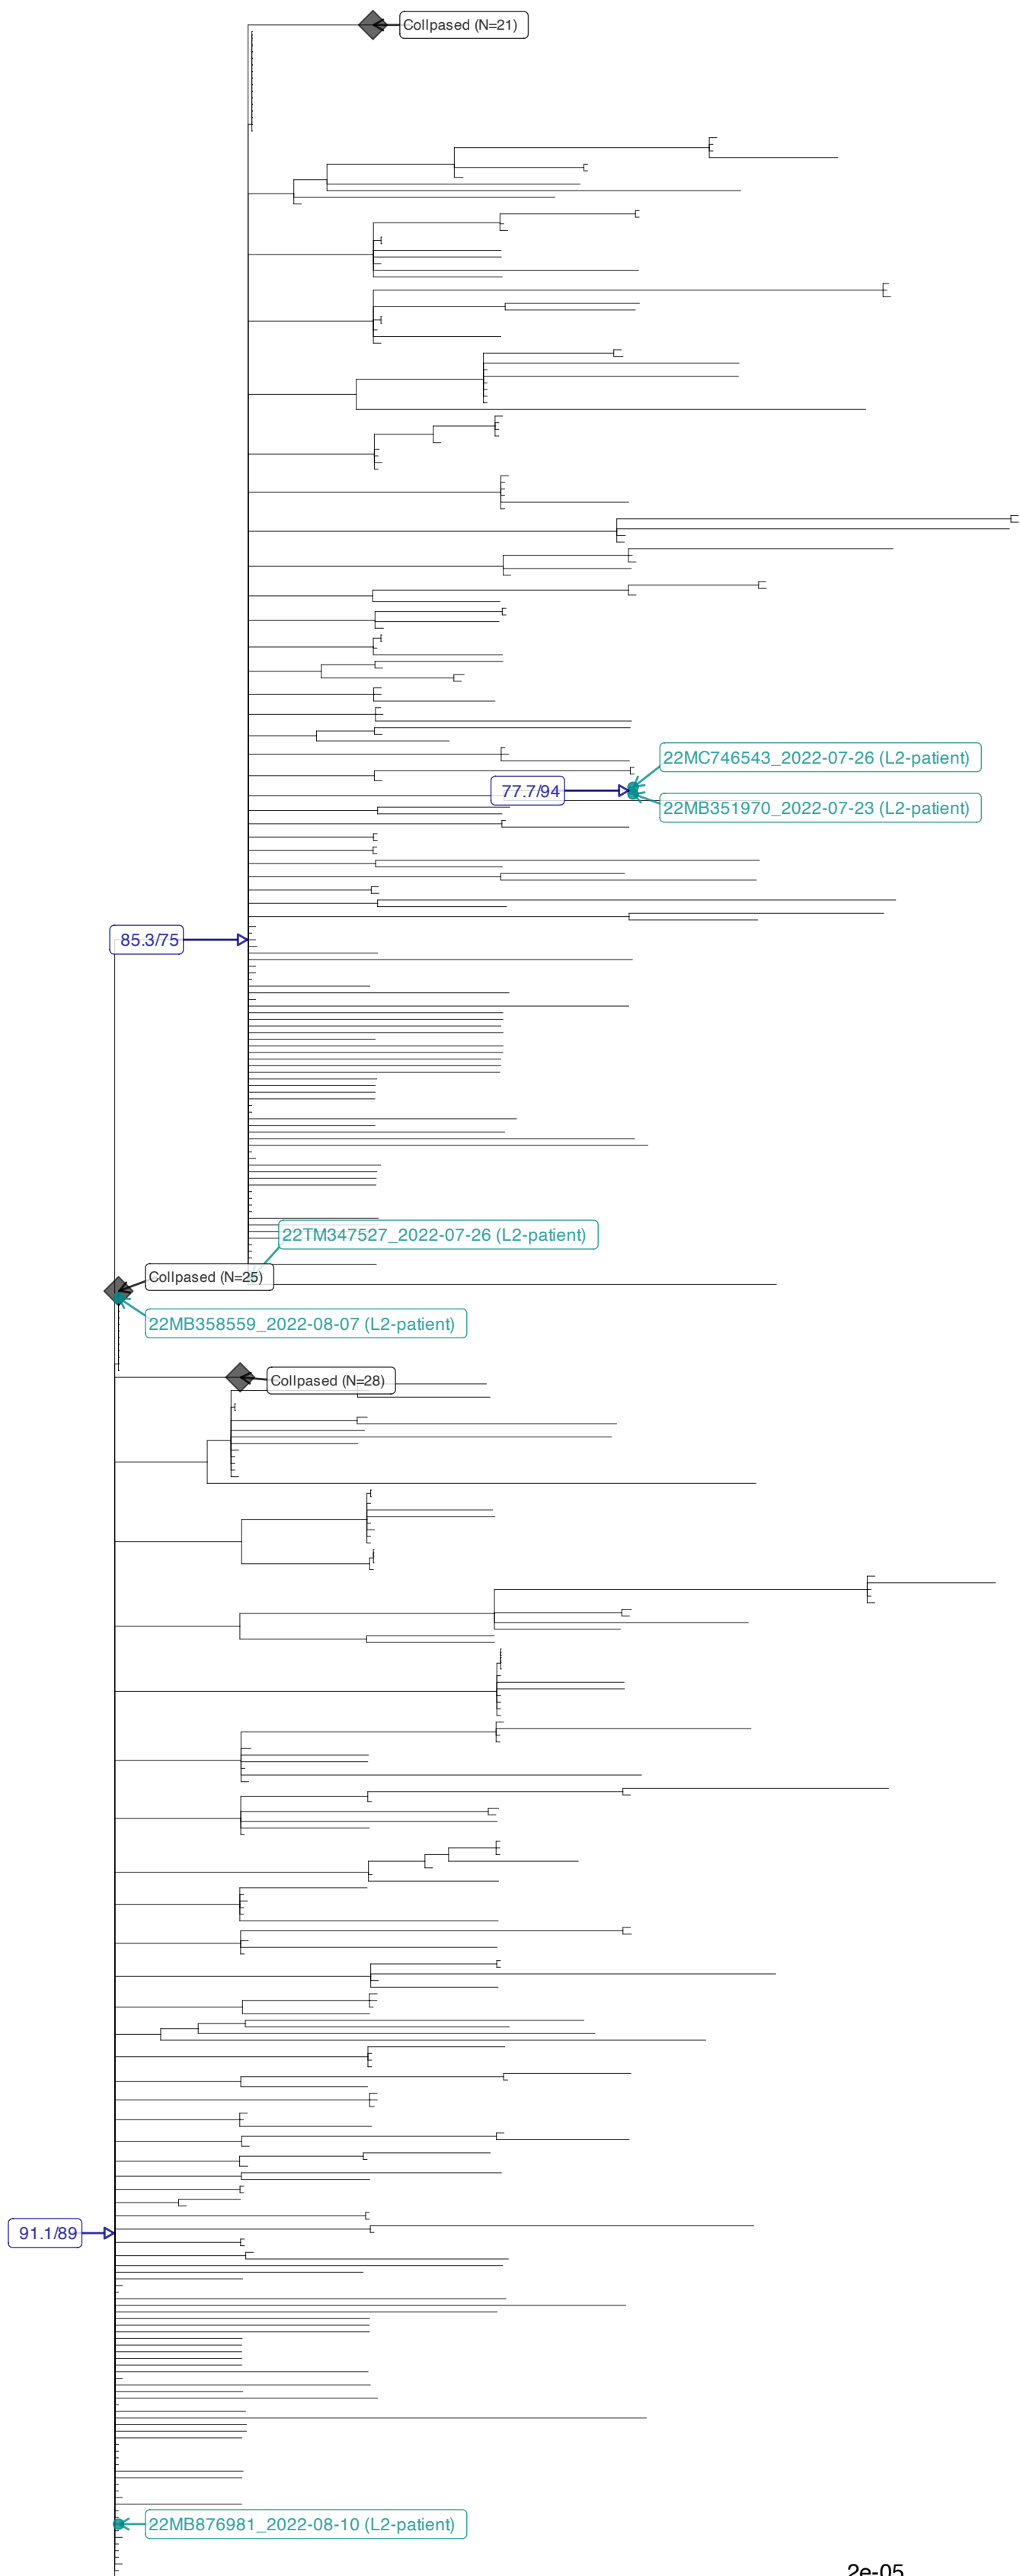 Collpased (N=21)
22MC746543_2022-07-26 (L2-patient)
77.7/94
22MB351970_2022-07-23 (L2-patient)
85.3/75
22TM347527_2022-07-26 (L2-patient)
Collpased (N=25)
22MB358559_2022-08-07 (L2-patient)
Collpased (N=28)
91.1/89
22MB876981_2022-08-10 (L2-patient)
2e-05